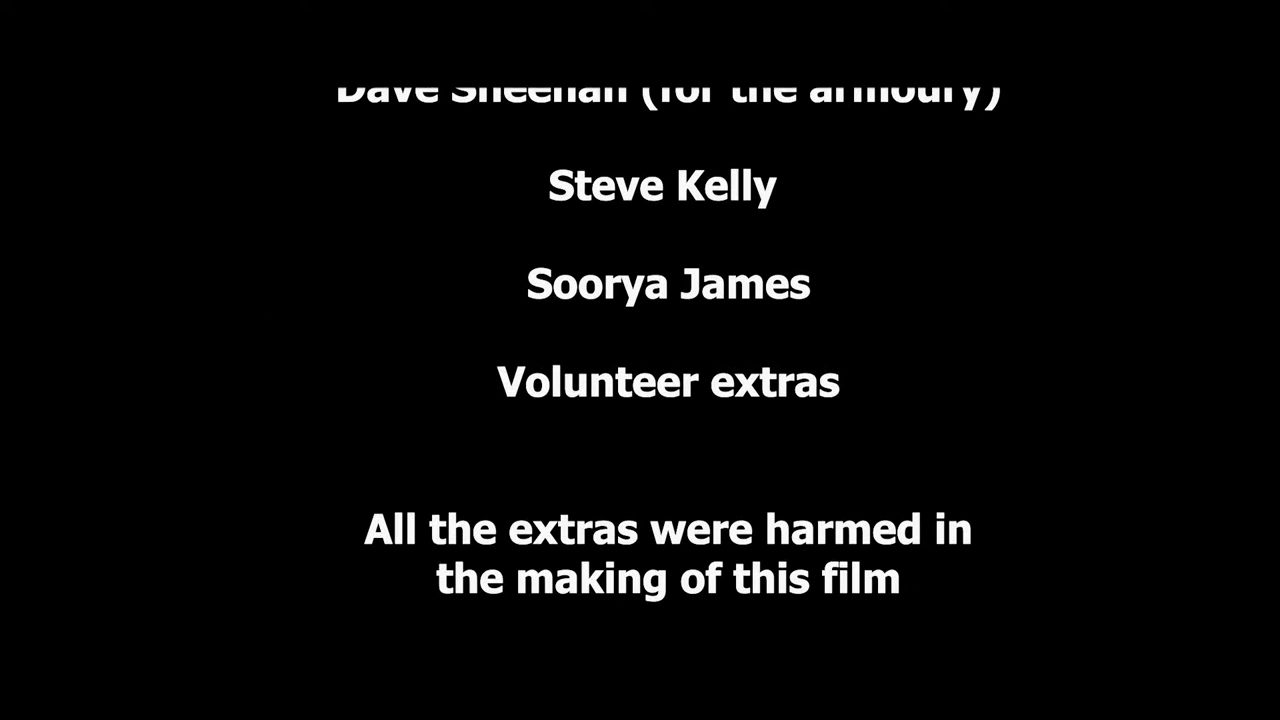 Dave Sheehan (for the armoury)
Steve Kelly
Soorya James
Volunteer extras
All the extras were harmed in
the making of this film